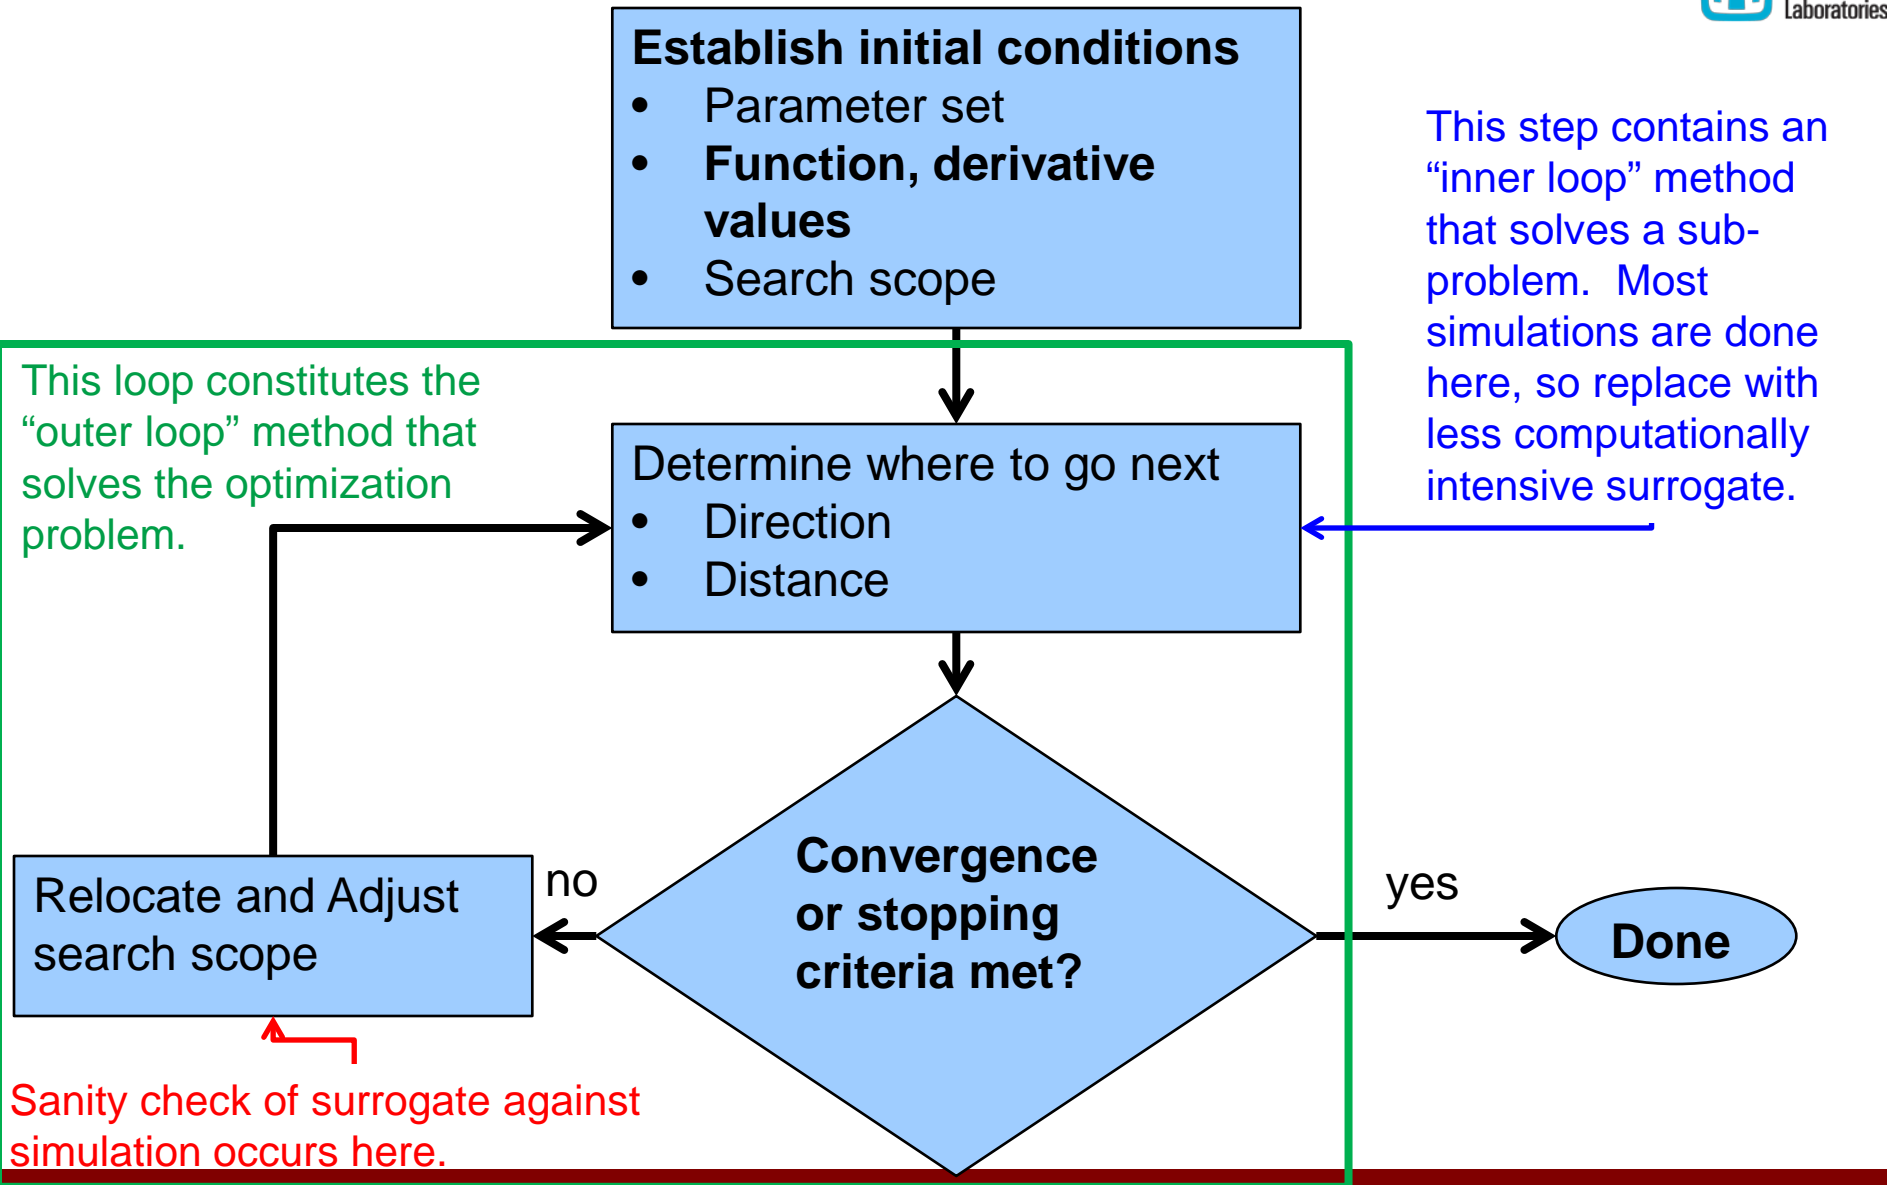 Laboratories
Establish initial conditions
• Parameter set
• Function, derivative
values
• Search scope
This step contains an
“inner loop” method
that solves a sub-
problem.  Most
simulations are done
here, so replace with
less computationally
intensive surrogate.
This loop constitutes the
“outer loop” method that
solves the optimization
problem.
Determine where to go next
• Direction
• Distance
Convergence
or stopping
criteria met?
no
yes
Relocate and Adjust
search scope
Done
Sanity check of surrogate against
simulation occurs here.